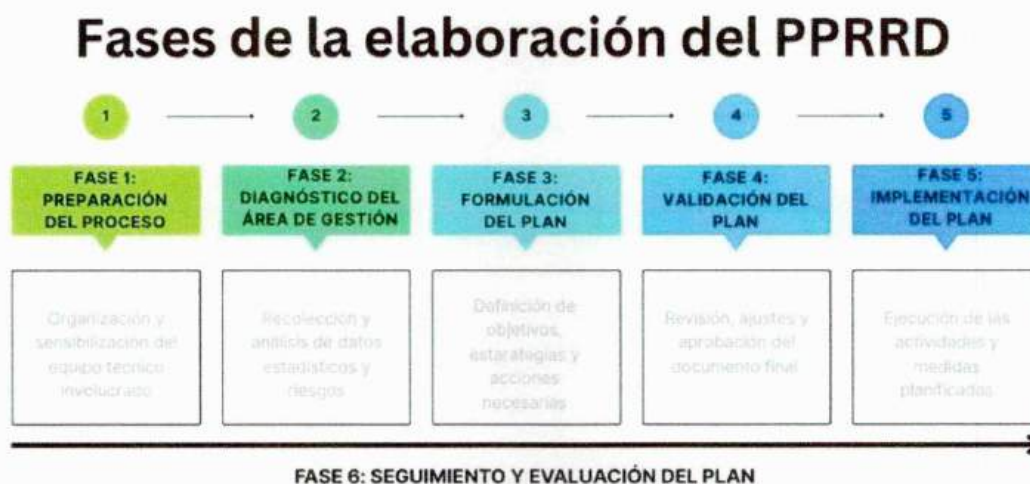 Fases de la elaboración del PPRRD
1
2
3
4
5
FASE 1:
PREPARACIÓN
DEL PROCESO
FASE 2:
DIAGNÓSTICO DEL
ÁREA DE GESTIÓN
FASE 3:
FORMULACIÓN
DEL PLAN
FASE 4:
VALIDACIÓN DEL
PLAN
FASE 5:
IMPLEMENTACIÓN
DEL PLAN
Organización y
sensibilización del
equipo técnico
involucrado
Recolección y
análisis de datos
estadísticos y
riesgos
Definición de
objetivos,
estarategias y
acciones
necesarias
Revisión, ajustes y
aprobación del
documento final
Ejecución de las
actividades y
medidas
planificadas
FASE 6: SEGUIMIENTO Y EVALUACIÓN DEL PLAN